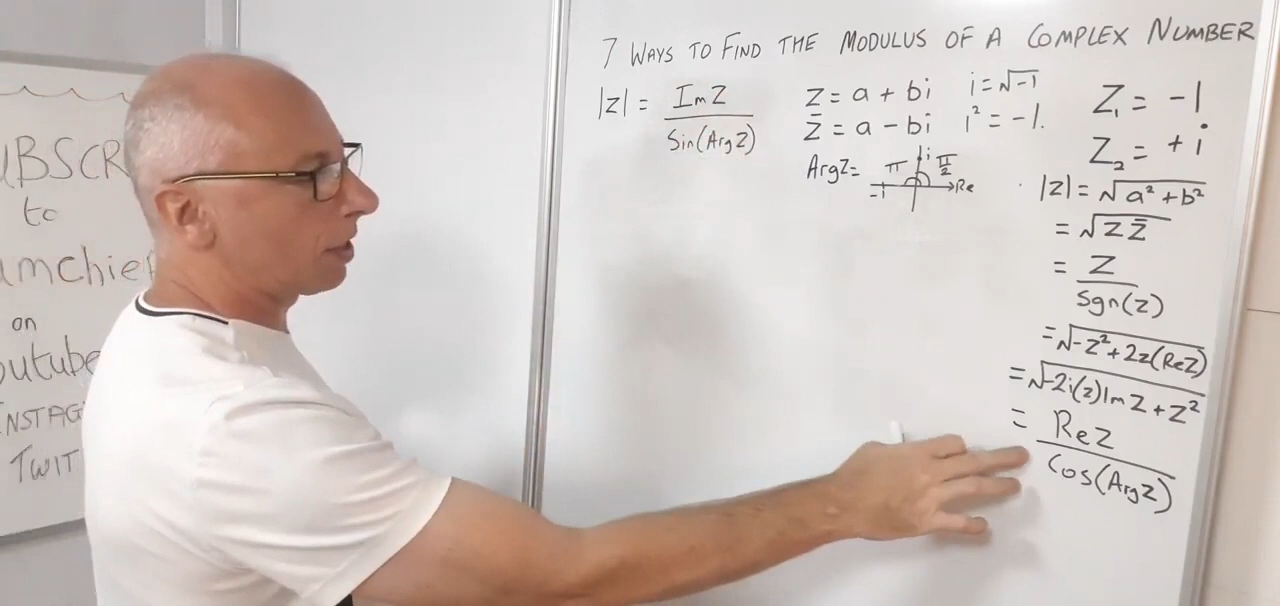 7 WAYS TO FIND THE MODULUS OF A COMPLEX NUMBER
|z| = Im Z / Sin(Arg Z)
Z = a + bi
i = √-1
Z̄ = a - bi
i² = -1.
Arg Z =
π
i
π/2
-1
Re
Z₁ = -1
Z₂ = +i
|z| = √a² + b²
= √Z Z̄
= Z / Sgn(z)
= √-Z² + 2z(Re Z)
= √-2i(z)Im Z + Z²
= Re z / Cos(Arg Z)
UBSCR
to
amchief
on
outube
INSTAG
TWIT